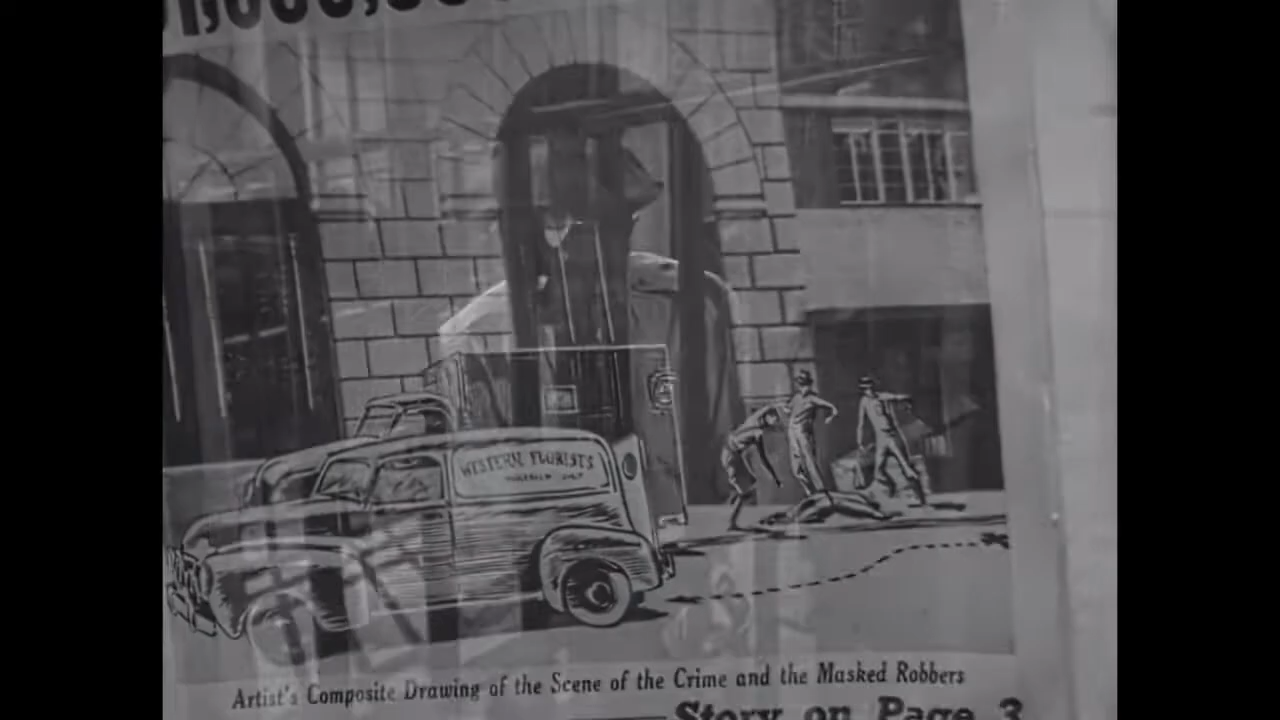 WESTERN FLORISTS
Artist's Composite Drawing of the Scene of the Crime and the Masked Robbers
Story on Page 3